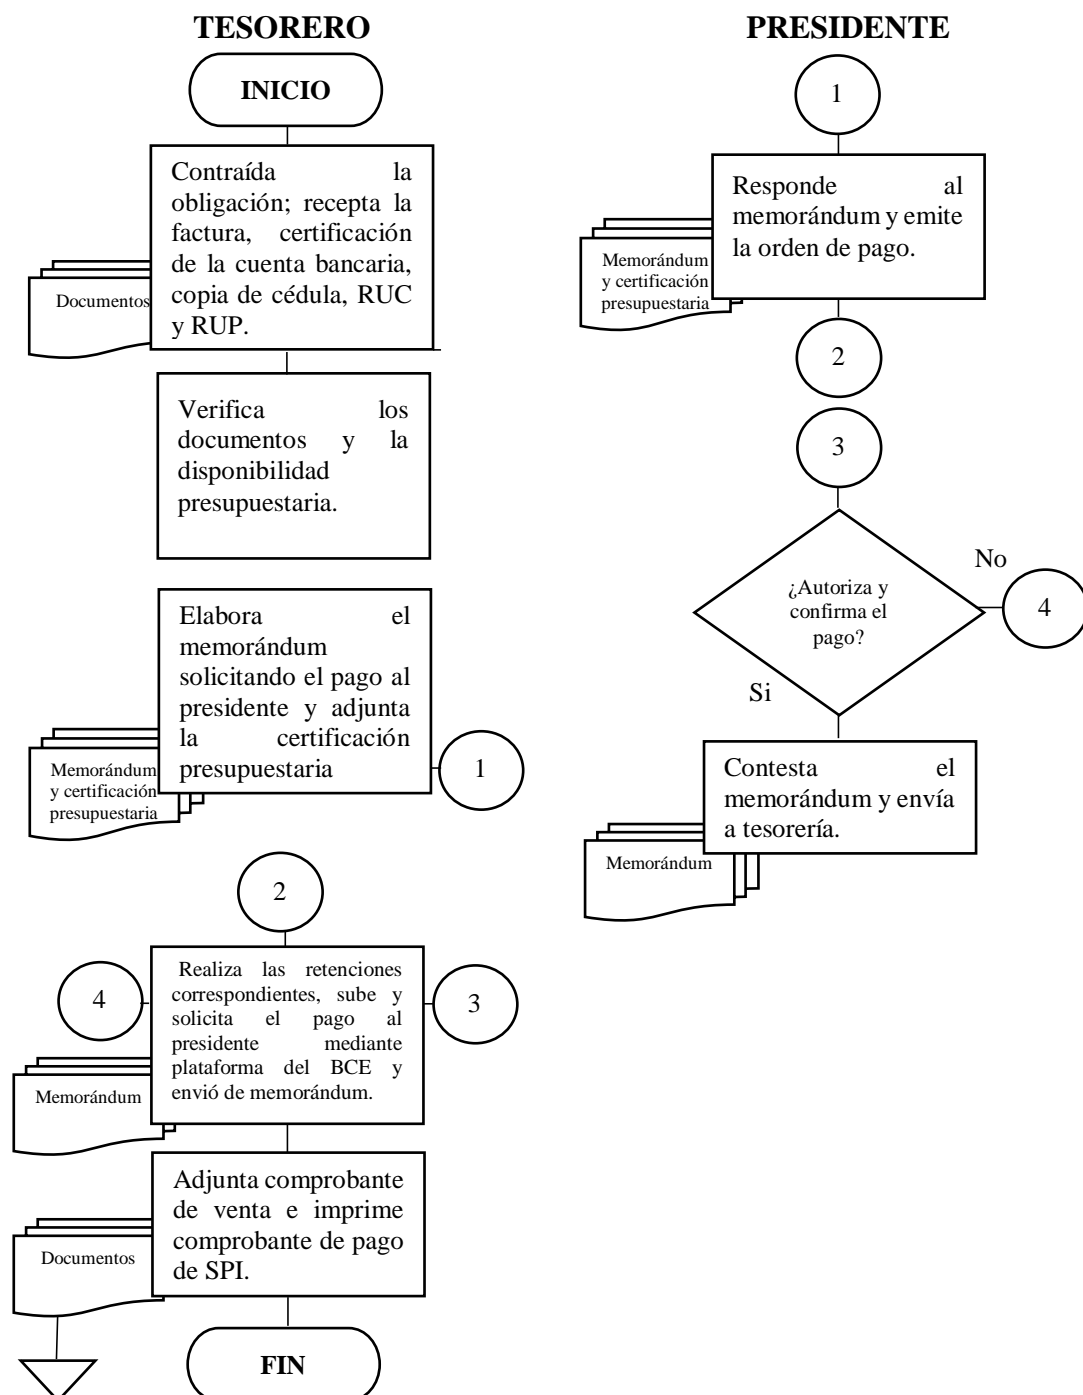 TESORERO
INICIO
Contraída la
obligación; recepta la
factura, certificación
de la cuenta bancaria,
copia de cédula, RUC
y RUP.
Documentos
Verifica los
documentos y la
disponibilidad
presupuestaria.
Elabora el
memorándum
solicitando el pago al
presidente y adjunta
la certificación
presupuestaria
Memorándum
y certificación
presupuestaria
1
2
4
Realiza las retenciones
correspondientes, sube y
solicita el pago al
presidente mediante
plataforma del BCE y
envió de memorándum.
3
Memorándum
Adjunta comprobante
de venta e imprime
comprobante de pago
de SPI.
Documentos
FIN
PRESIDENTE
1
Responde al
memorándum y emite
la orden de pago.
Memorándum
y certificación
presupuestaria
2
3
¿Autoriza y
confirma el
pago?
No
4
Si
Contesta el
memorándum y envía
a tesorería.
Memorándum